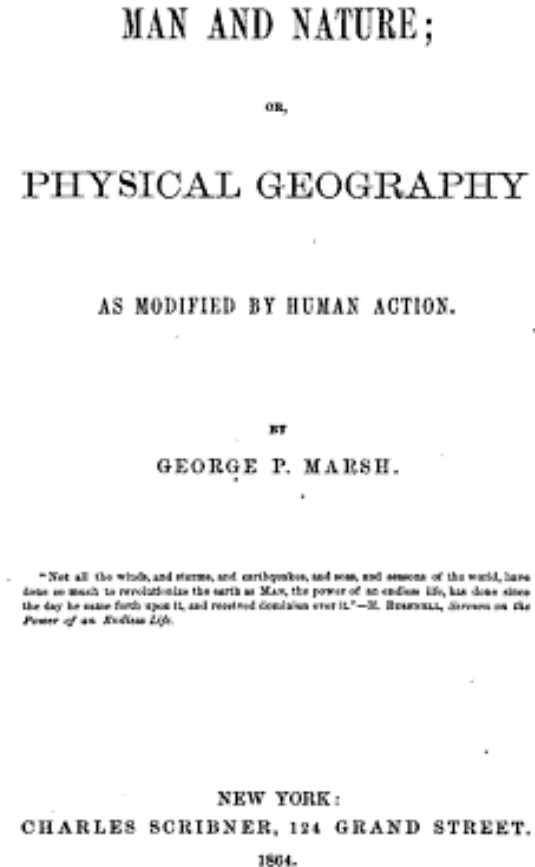 MAN AND NATURE;
OR,
PHYSICAL GEOGRAPHY
AS MODIFIED BY HUMAN ACTION.
BY
GEORGE P. MARSH.
"Not all the winds, and storms, and earthquakes, and seas, and seasons of the world, have
done so much to revolutionize the earth as MAN, the power of an endless life, has done since
the day he came forth upon it, and received dominion over it."—H. BUSHNELL, Sermon on the
Power of an Endless Life.
NEW YORK:
CHARLES SCRIBNER, 124 GRAND STREET.
1864.